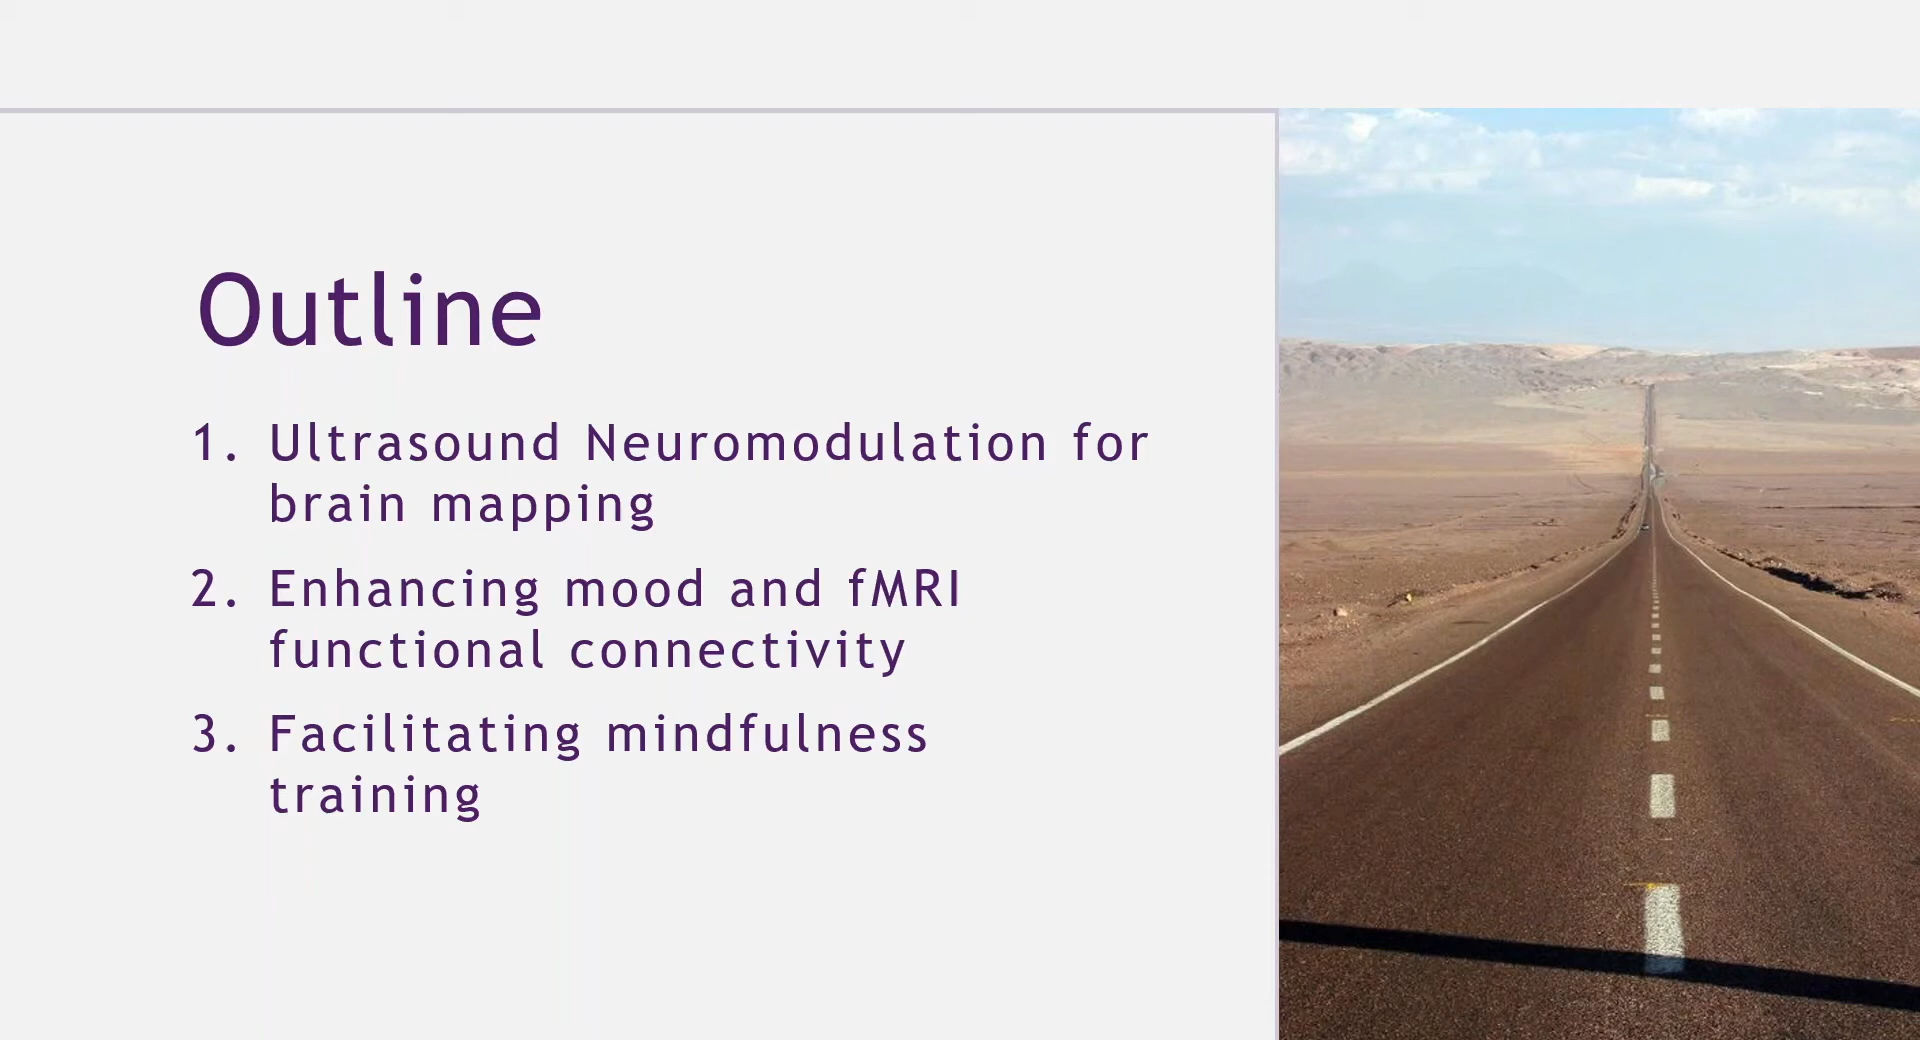 Outline
1. Ultrasound Neuromodulation for
brain mapping
2. Enhancing mood and fMRI
functional connectivity
3. Facilitating mindfulness
training